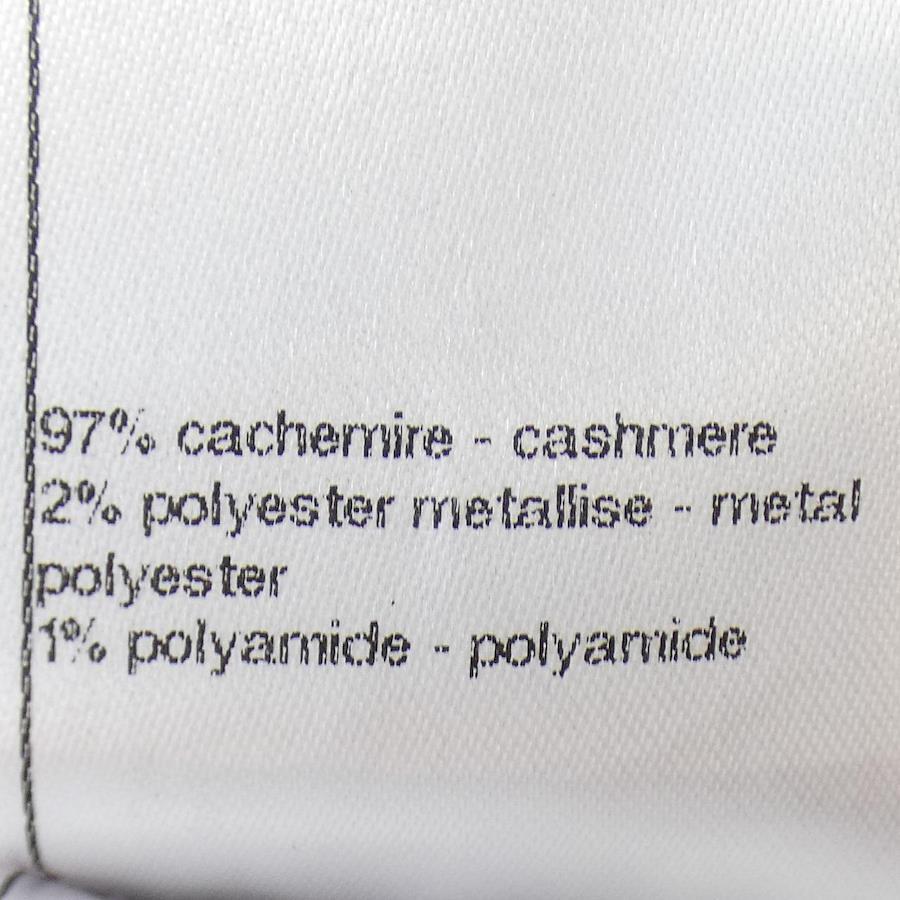 97% cachemire - cashmere
2% polyester metallise - metal
polyester
1% polyamide - polyamide